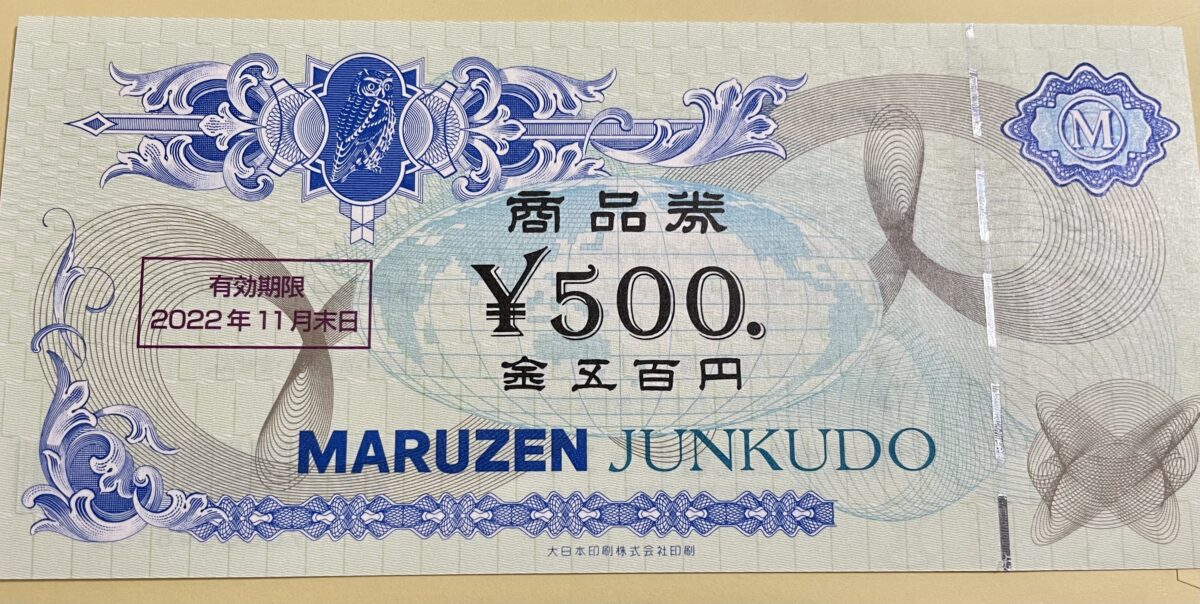 M
商品券
¥500.
金五百円
有効期限
2022年11月末日
MARUZEN JUNKUDO
大日本印刷株式会社印刷